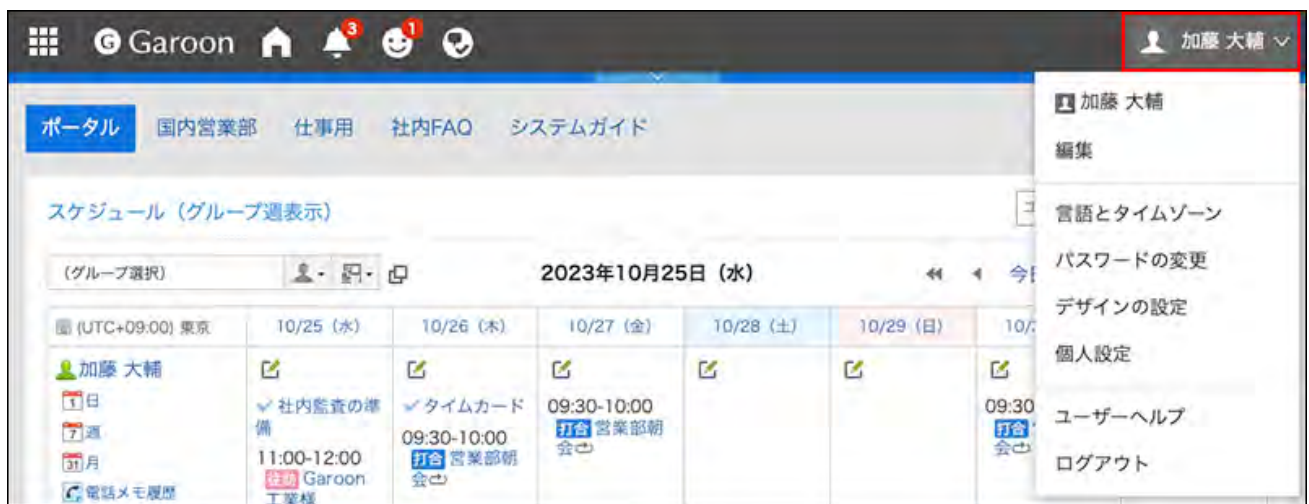 Garoon 3 1 加藤 大輔
ポータル 国内営業部 仕事用 社内FAQ システムガイド
加藤 大輔
編集
言語とタイムゾーン
パスワードの変更
デザインの設定
個人設定
ユーザーヘルプ
ログアウト
スケジュール（グループ週表示）
(グループ選択) 2023年10月25日（水）
(UTC+09:00) 東京 10/25（水） 10/26（木） 10/27（金） 10/28（土） 10/29（日） 10/
加藤 大輔
1 日
7 週
31 月
電話メモ履歴
社内監査の準
備
11:00-12:00
往訪 Garoon
工業様
タイムカード
09:30-10:00
打合 営業部朝
会
09:30-10:00
打合 営業部朝
会
09:30
打合
会